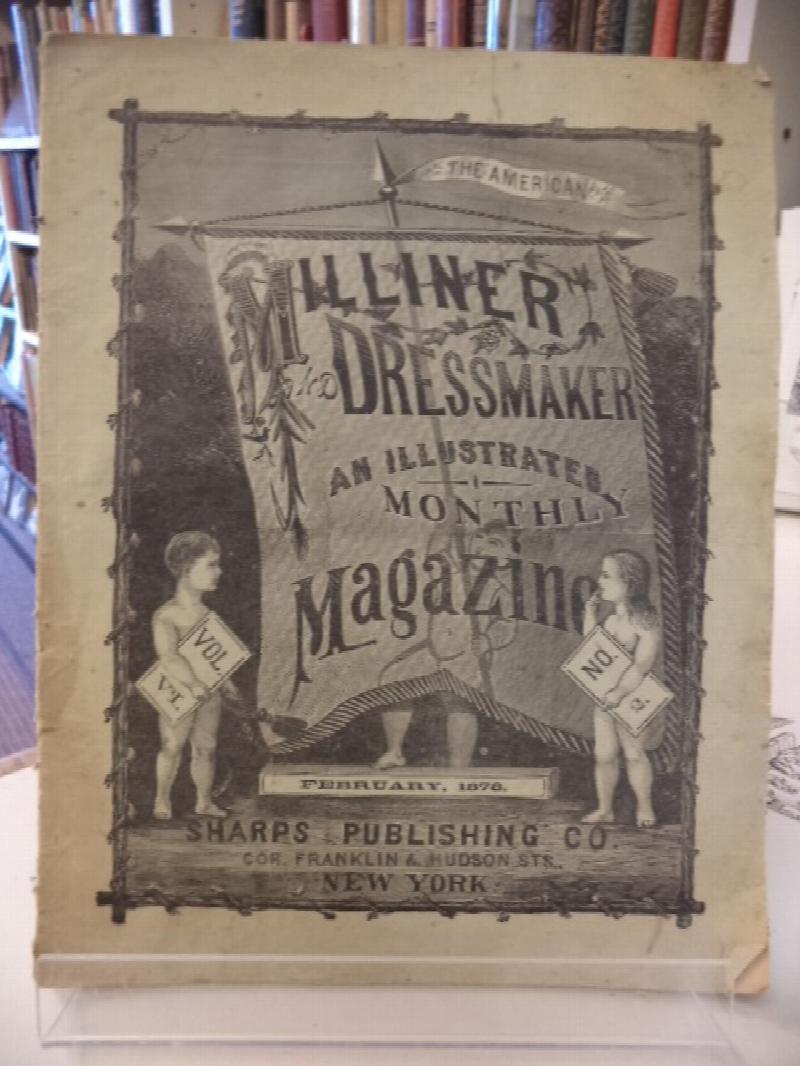 THE AMERICAN
MILLINER
AND DRESSMAKER
AN ILLUSTRATED
MONTHLY
Magazine
VOL.
VI.
NO.
2.
FEBRUARY, 1876.
SHARPS PUBLISHING CO.
COR. FRANKLIN & HUDSON STS.
NEW YORK